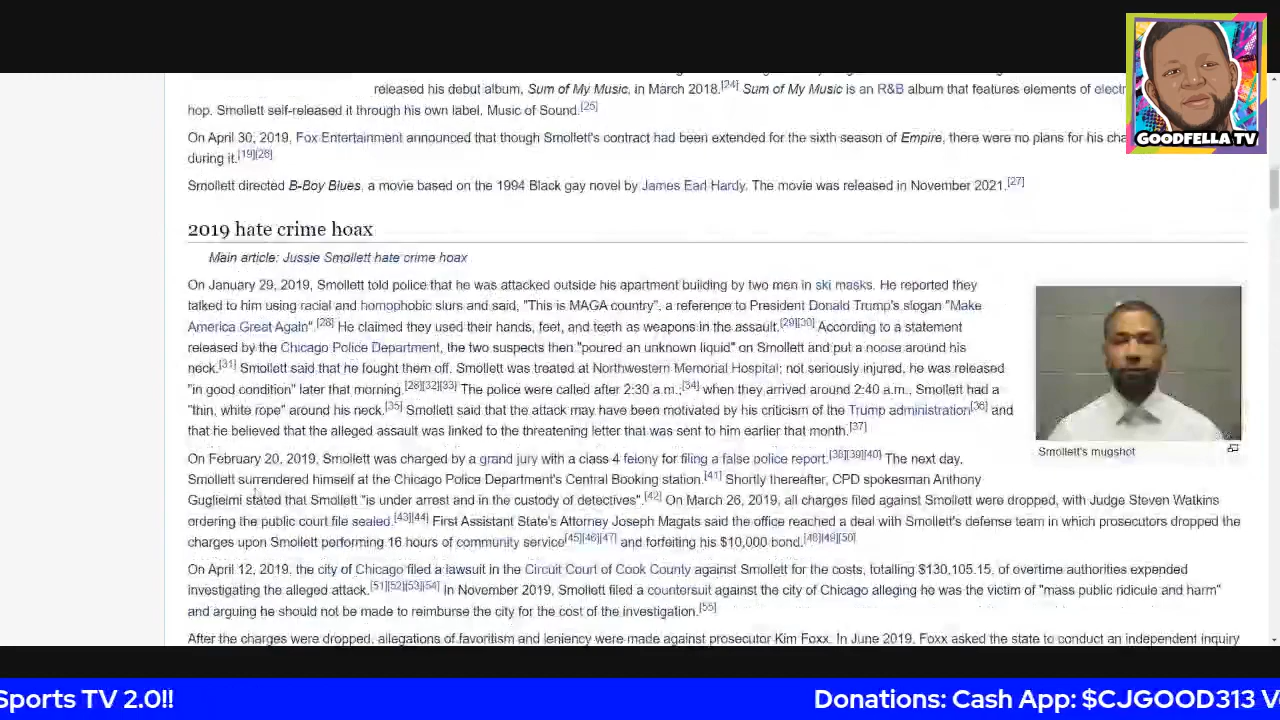 released his debut album, Sum of My Music, in March 2018.[24] Sum of My Music is an R&B album that features elements of electr
hop. Smollett self-released it through his own label, Music of Sound.[25]
On April 30, 2019, Fox Entertainment announced that though Smollett's contract had been extended for the sixth season of Empire, there were no plans for his cha
during it.[19][26]
Smollett directed B-Boy Blues, a movie based on the 1994 Black gay novel by James Earl Hardy. The movie was released in November 2021.[27]
2019 hate crime hoax
Main article: Jussie Smollett hate crime hoax
On January 29, 2019, Smollett told police that he was attacked outside his apartment building by two men in ski masks. He reported they
talked to him using racial and homophobic slurs and said, "This is MAGA country", a reference to President Donald Trump's slogan "Make
America Great Again".[28] He claimed they used their hands, feet, and teeth as weapons in the assault.[29][30] According to a statement
released by the Chicago Police Department, the two suspects then "poured an unknown liquid" on Smollett and put a noose around his
neck.[31] Smollett said that he fought them off. Smollett was treated at Northwestern Memorial Hospital; not seriously injured, he was released
"in good condition" later that morning.[28][32][33] The police were called after 2:30 a.m.;[34] when they arrived around 2:40 a.m., Smollett had a
"thin, white rope" around his neck.[35] Smollett said that the attack may have been motivated by his criticism of the Trump administration[36] and
that he believed that the alleged assault was linked to the threatening letter that was sent to him earlier that month.[37]
Smollett's mugshot
On February 20, 2019, Smollett was charged by a grand jury with a class 4 felony for filing a false police report.[38][39][40] The next day,
Smollett surrendered himself at the Chicago Police Department's Central Booking station.[41] Shortly thereafter, CPD spokesman Anthony
Guglielmi stated that Smollett "is under arrest and in the custody of detectives".[42] On March 26, 2019, all charges filed against Smollett were dropped, with Judge Steven Watkins
ordering the public court file sealed.[43][44] First Assistant State's Attorney Joseph Magats said the office reached a deal with Smollett's defense team in which prosecutors dropped the
charges upon Smollett performing 16 hours of community service[45][46][47] and forfeiting his $10,000 bond.[48][49][50]
On April 12, 2019, the city of Chicago filed a lawsuit in the Circuit Court of Cook County against Smollett for the costs, totalling $130,105.15, of overtime authorities expended
investigating the alleged attack.[51][52][53][54] In November 2019, Smollett filed a countersuit against the city of Chicago alleging he was the victim of "mass public ridicule and harm"
and arguing he should not be made to reimburse the city for the cost of the investigation.[55]
After the charges were dropped, allegations of favoritism and leniency were made against prosecutor Kim Foxx. In June 2019, Foxx asked the state to conduct an independent inquiry
GOODFELLA TV
Sports TV 2.0!!
Donations: Cash App: $CJGOOD313 V